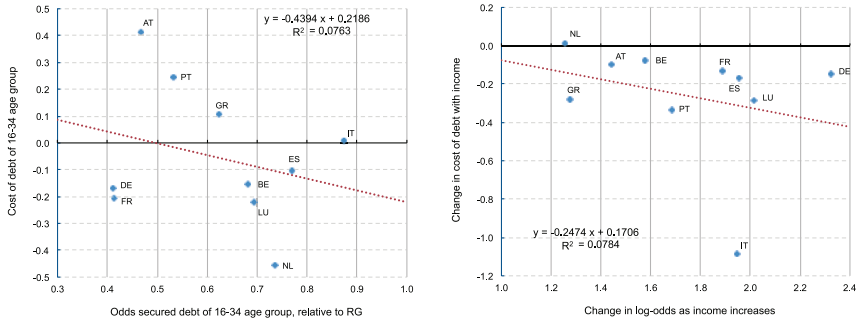 y = -0.4394 x + 0.2186
R² = 0.0763
Cost of debt of 16-34 age group
0.5
0.4
0.3
0.2
0.1
0.0
-0.1
-0.2
-0.3
-0.4
-0.5
AT
PT
GR
IT
ES
DE
FR
BE
LU
NL
0.3 0.4 0.5 0.6 0.7 0.8 0.9 1.0
Odds secured debt of 16-34 age group, relative to RG
Change in cost of debt with income
0.2
0.0
-0.2
-0.4
-0.6
-0.8
-1.0
-1.2
NL
AT
BE
FR
DE
GR
ES
LU
PT
IT
y = -0.2474 x + 0.1706
R² = 0.0784
1.0 1.2 1.4 1.6 1.8 2.0 2.2 2.4
Change in log-odds as income increases